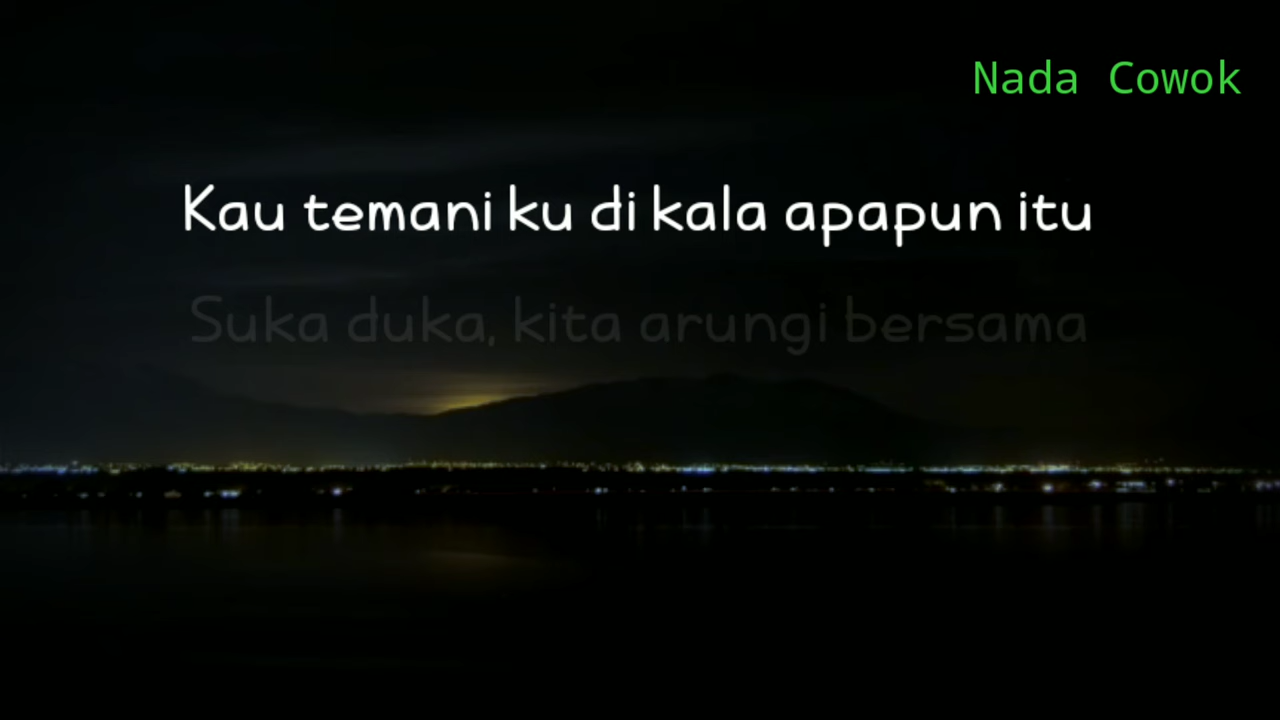 Nada Cowok
Kau temani ku di kala apapun itu
Suka duka, kita arungi bersama